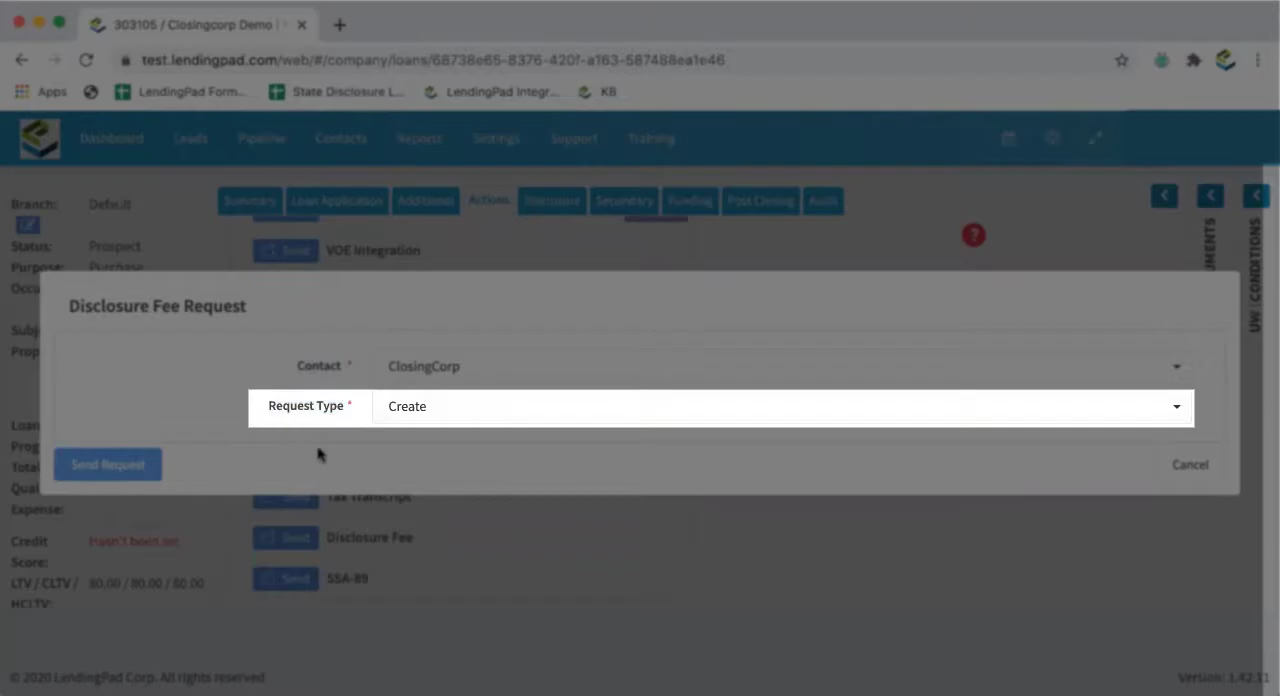 303105 / Closingcorp Demo |
test.lendingpad.com/web/#/company/loans/68738e65-8376-420f-a163-587488ea1e46
Apps LendingPad Form... State Disclosure L... LendingPad Integr... KB
Dashboard Leads Pipeline Contacts Reports Settings Support Training
Branch: Default
Summary Loan Application Additional Actions Disclosure Secondary Funding Post Closing Audit
Status: Prospect
Send VOE Integration
?
UMENTS
UW | CONDITIONS
Purpose: Purchase
Occu
Disclosure Fee Request
Subj
Prop
Contact * ClosingCorp
Request Type * Create
Loan
Prog
Total
Send Request
Cancel
Qual
Expense:
Send Tax Transcrips
Credit Score: Hasn't been set
Send Disclosure Fee
LTV / CLTV / HCLTV: 80.00 / 80.00 / 80.00
Send SSA-89
© 2020 LendingPad Corp. All rights reserved
Version: 1.42.11